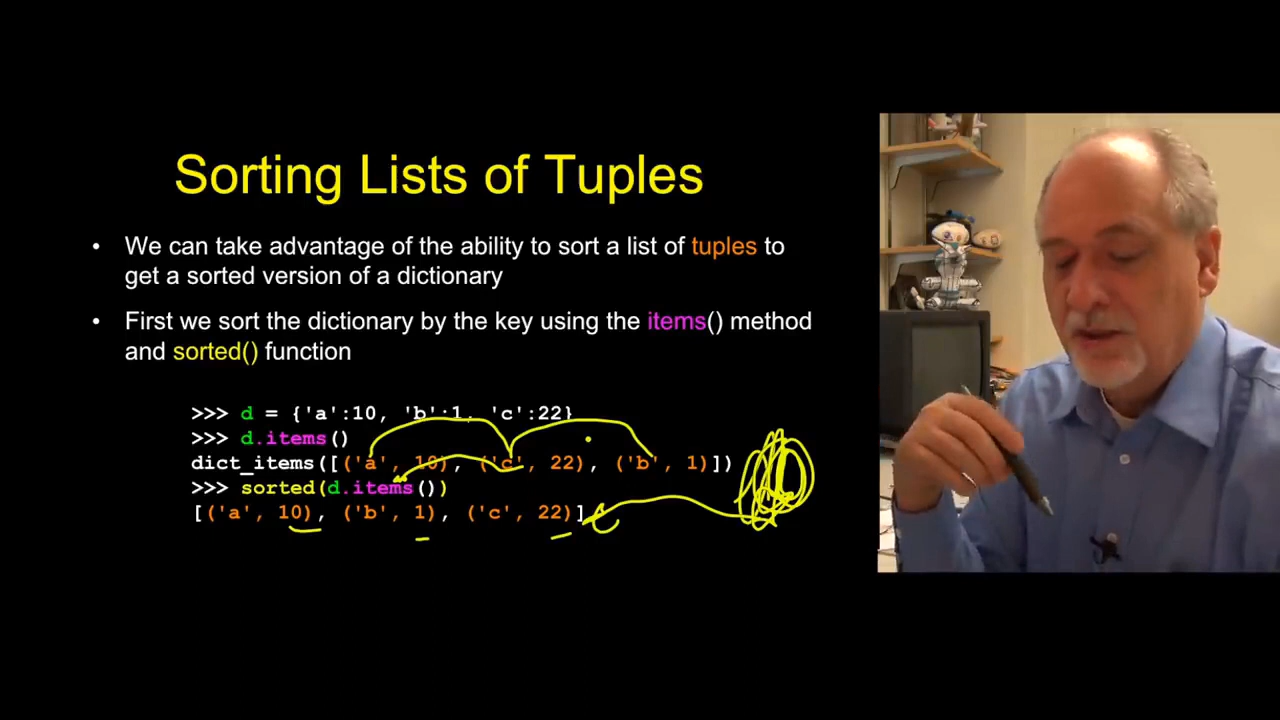 Sorting Lists of Tuples
• We can take advantage of the ability to sort a list of tuples to
get a sorted version of a dictionary
• First we sort the dictionary by the key using the items() method
and sorted() function
>>> d = {'a':10, 'b':1, 'c':22}
>>> d.items()
dict_items([('a', 10), ('c', 22), ('b', 1)])
>>> sorted(d.items())
[('a', 10), ('b', 1), ('c', 22)]